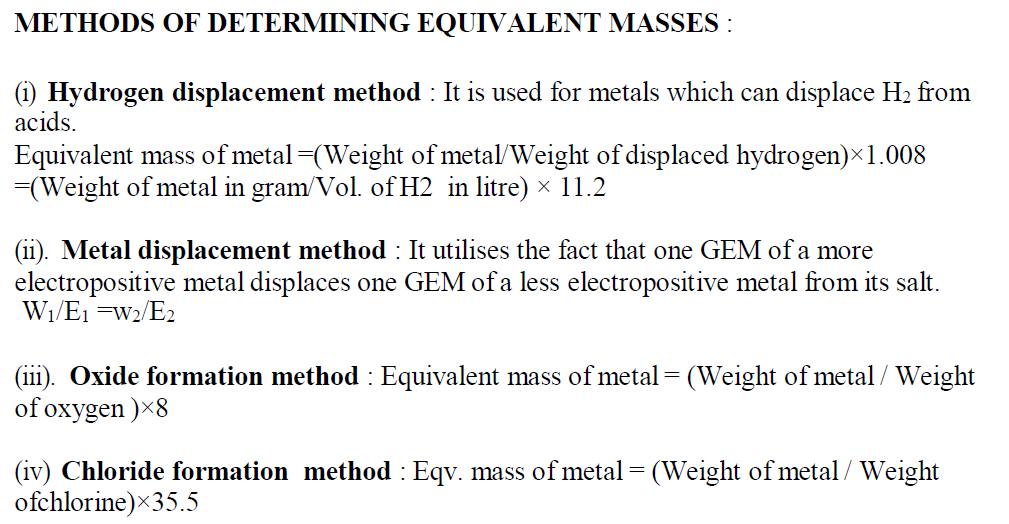 METHODS OF DETERMINING EQUIVALENT MASSES :
(i) Hydrogen displacement method : It is used for metals which can displace H₂ from
acids.
Equivalent mass of metal =(Weight of metal/Weight of displaced hydrogen)×1.008
=(Weight of metal in gram/Vol. of H2 in litre) × 11.2
(ii). Metal displacement method : It utilises the fact that one GEM of a more
electropositive metal displaces one GEM of a less electropositive metal from its salt.
W₁/E₁ =w₂/E₂
(iii). Oxide formation method : Equivalent mass of metal = (Weight of metal / Weight
of oxygen )×8
(iv) Chloride formation method : Eqv. mass of metal = (Weight of metal / Weight
ofchlorine)×35.5